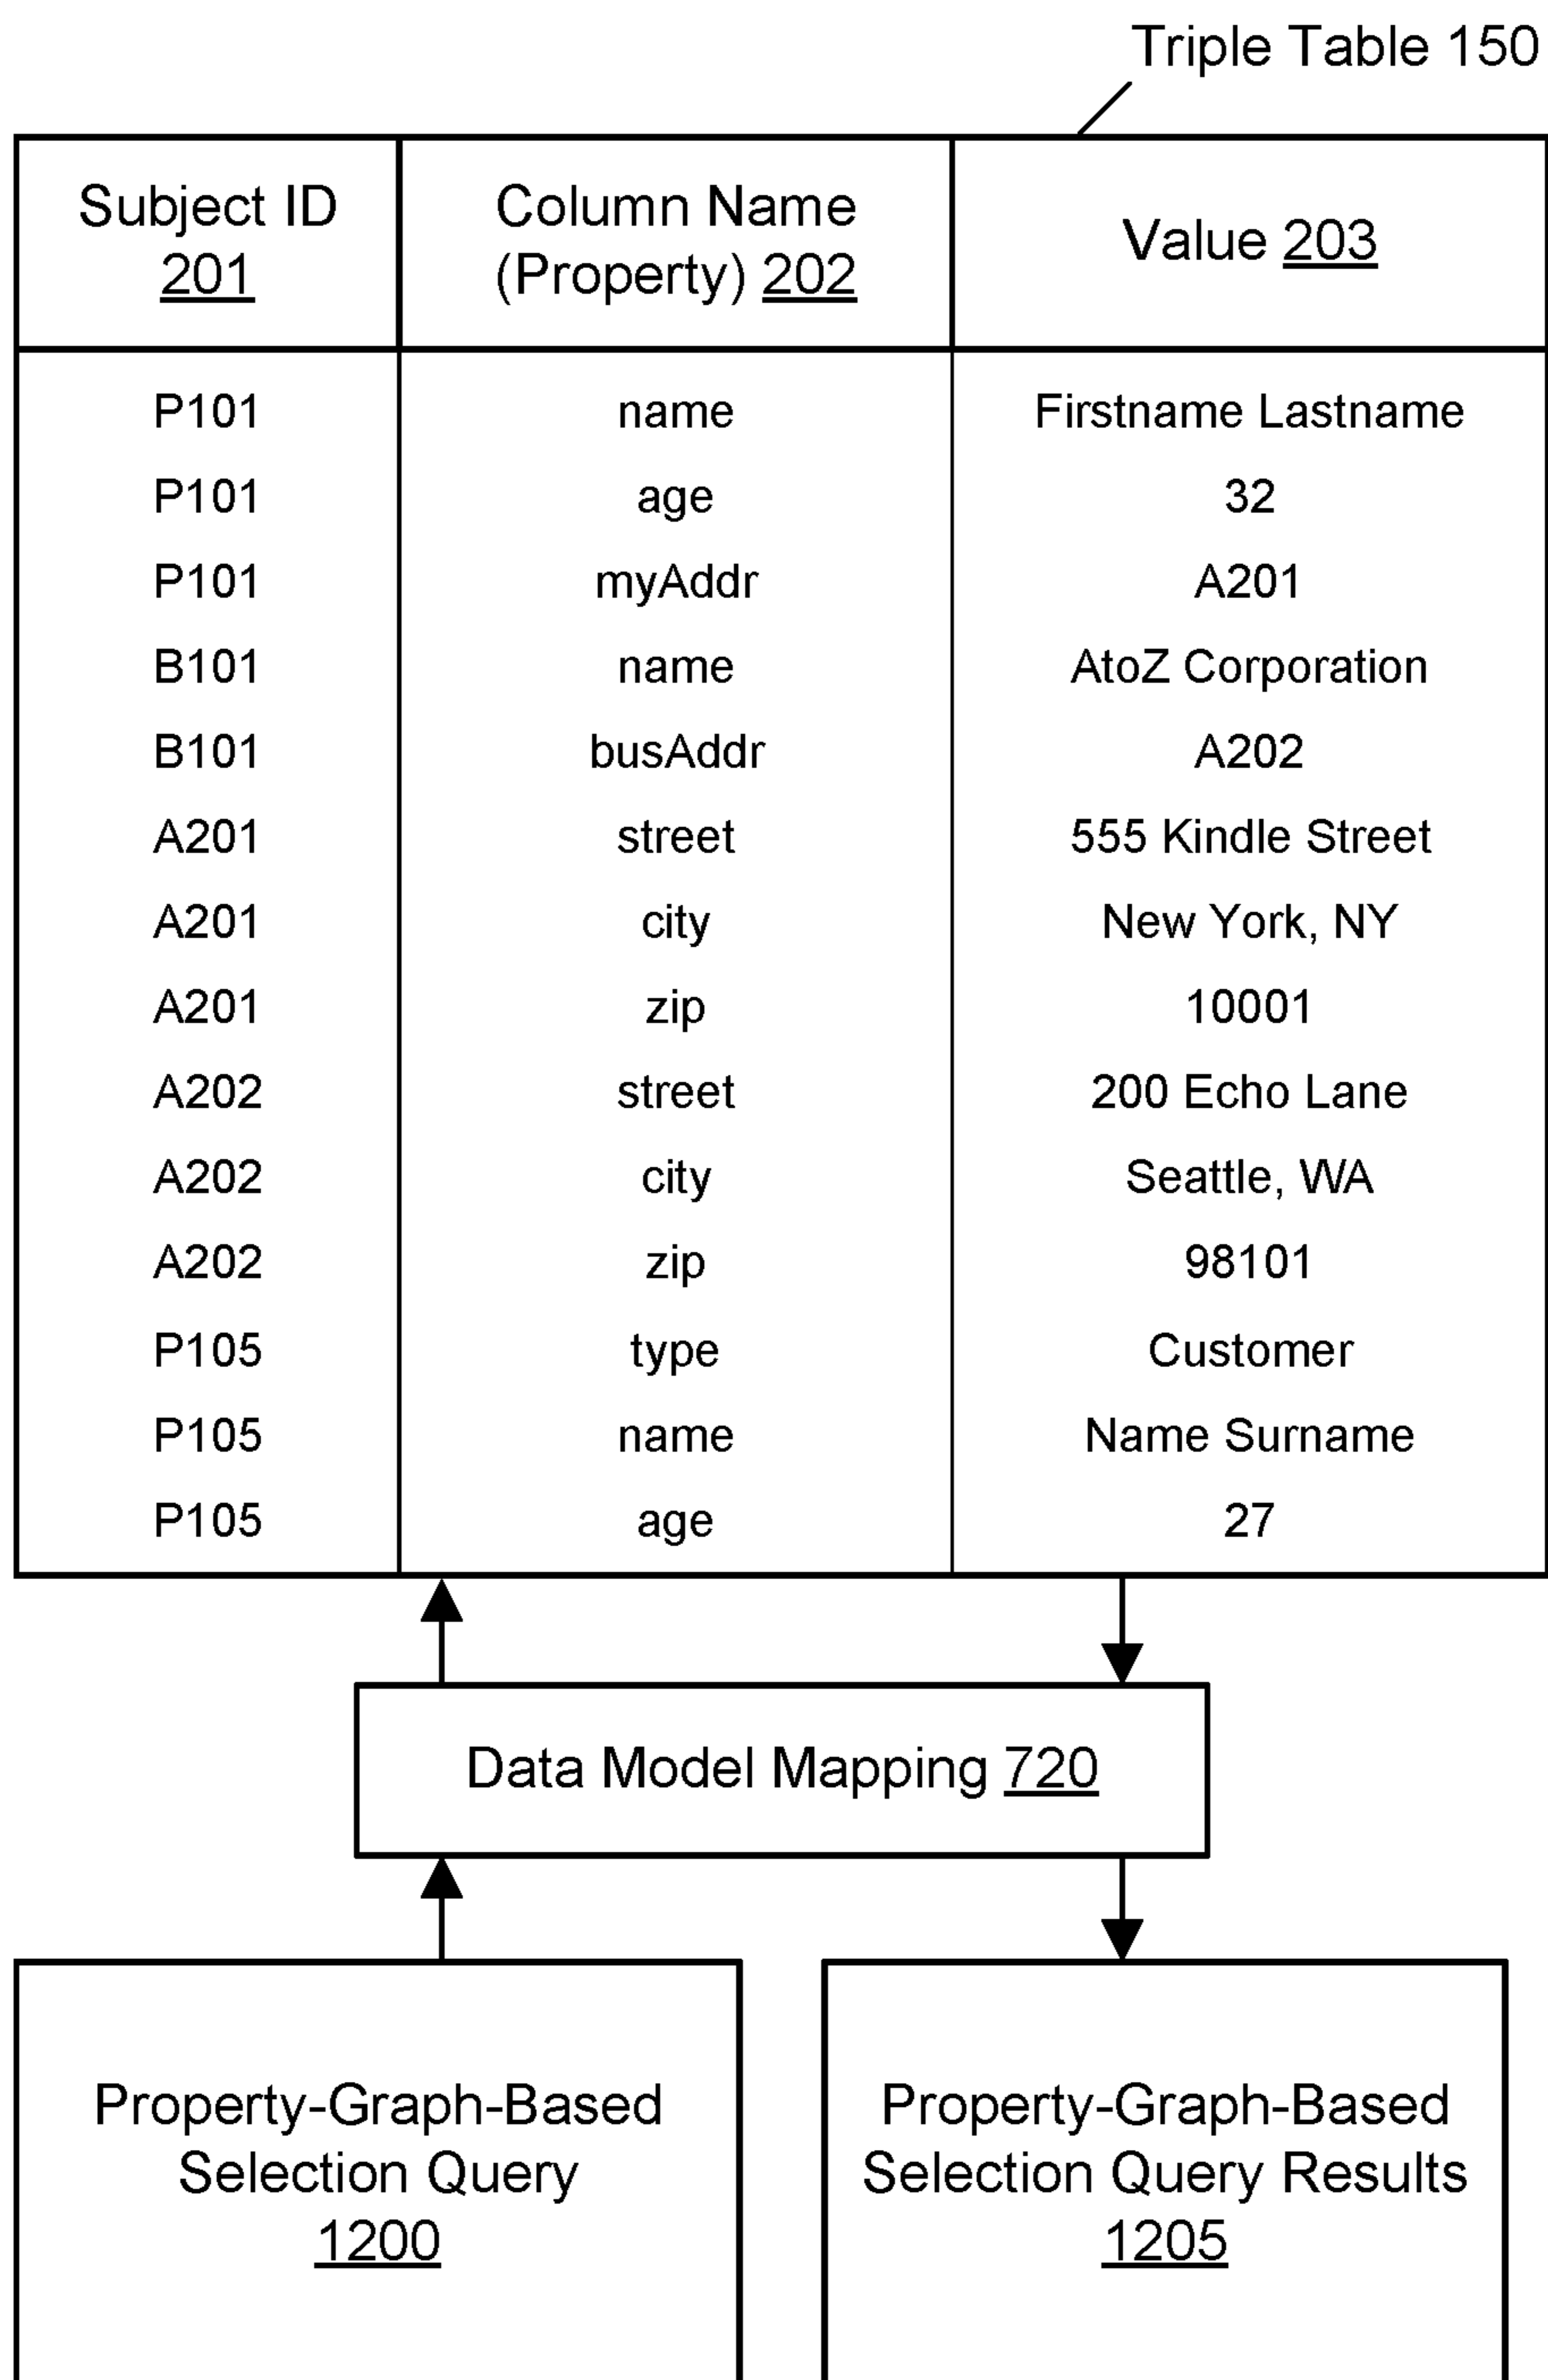 Triple Table 150
Subject ID 201
Column Name (Property) 202
Value 203
P101 name Firstname Lastname
P101 age 32
P101 myAddr A201
B101 name AtoZ Corporation
B101 busAddr A202
A201 street 555 Kindle Street
A201 city New York, NY
A201 zip 10001
A202 street 200 Echo Lane
A202 city Seattle, WA
A202 zip 98101
P105 type Customer
P105 name Name Surname
P105 age 27
Data Model Mapping 720
Property-Graph-Based
Selection Query
1200
Property-Graph-Based
Selection Query Results
1205